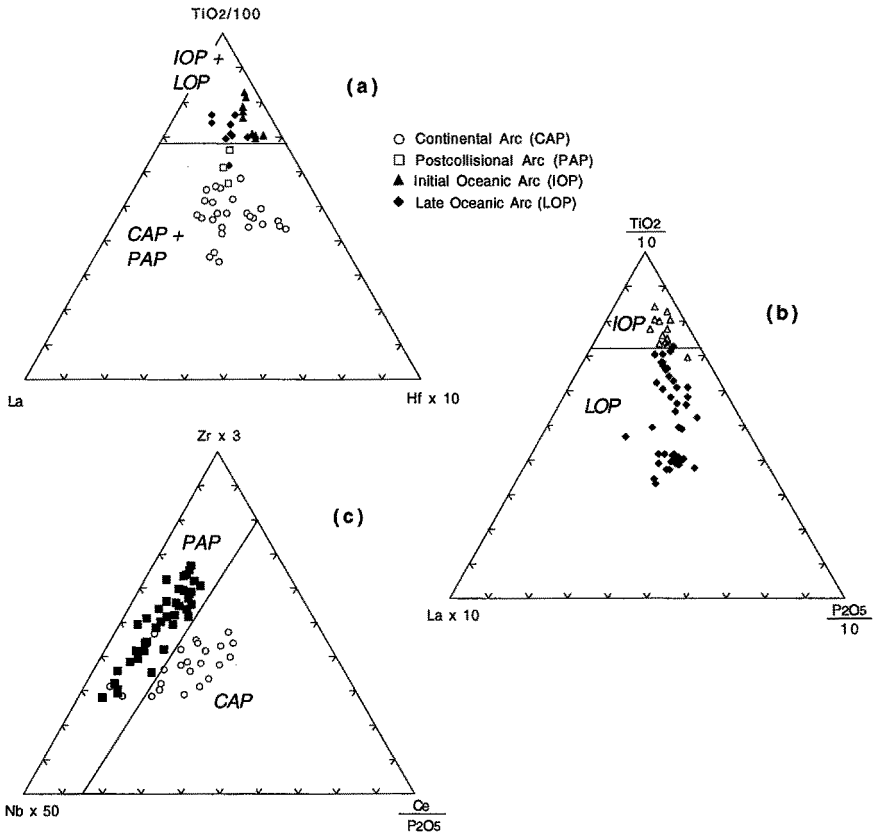 TiO2/100
IOP +
LOP
(a)
CAP +
PAP
La
Hf x 10
○ Continental Arc (CAP)
□ Postcollisional Arc (PAP)
▲ Initial Oceanic Arc (IOP)
◆ Late Oceanic Arc (LOP)
TiO2
10
(b)
IOP
LOP
La x 10
P2O5
10
Zr x 3
(c)
PAP
CAP
Nb x 50
Ce
P2O5